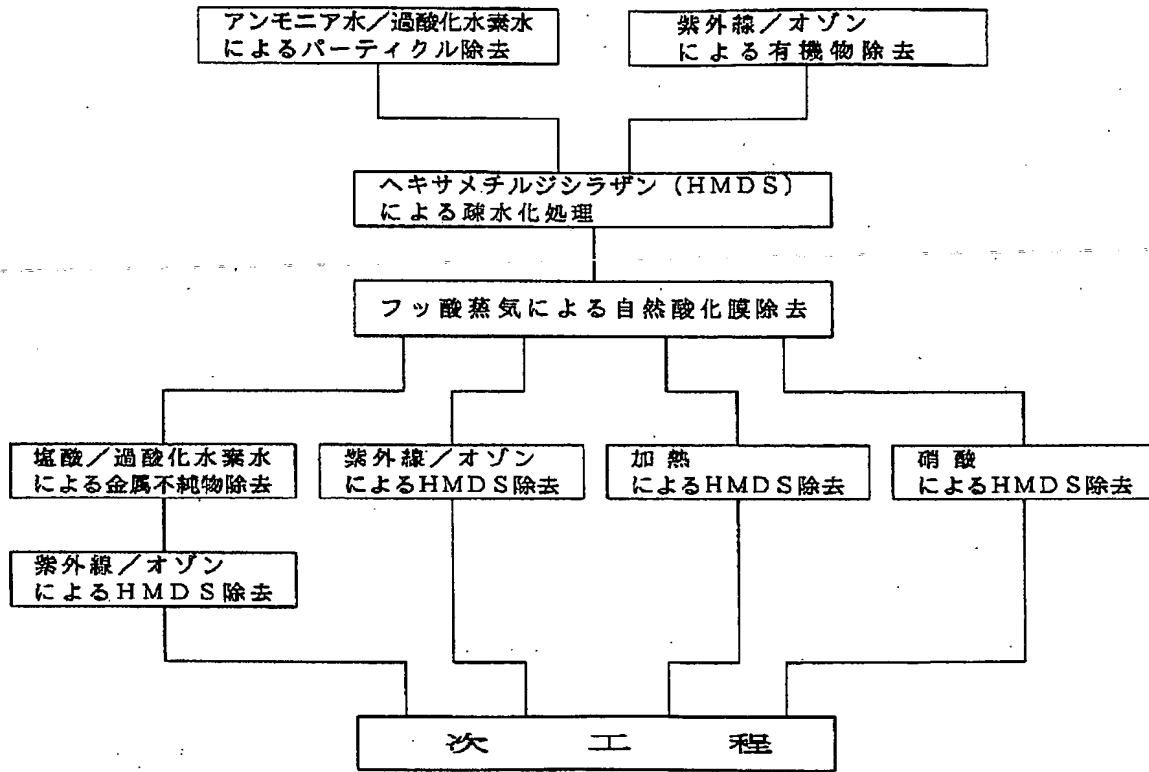 アンモニア水／過酸化水素水
によるパーティクル除去
紫外線／オゾン
による有機物除去
ヘキサメチルジシラザン（HMDS）
による疎水化処理
フッ酸蒸気による自然酸化膜除去
塩酸／過酸化水素水
による金属不純物除去
紫外線／オゾン
によるHMDS除去
加熱
によるHMDS除去
硝酸
によるHMDS除去
紫外線／オゾン
によるHMDS除去
次工程